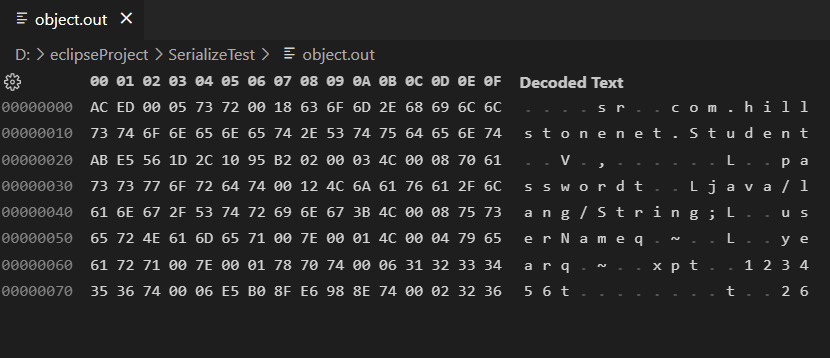 object.out ×
D: > eclipseProject > SerializeTest > object.out
00 01 02 03 04 05 06 07 08 09 0A 0B 0C 0D 0E 0F Decoded Text
00000000 AC ED 00 05 73 72 00 18 63 6F 6D 2E 68 69 6C 6C . . . . s r . . c o m . h i l l
00000010 73 74 6F 6E 65 6E 65 74 2E 53 74 75 64 65 6E 74 s t o n e n e t . S t u d e n t
00000020 AB E5 56 1D 2C 10 95 B2 02 00 03 4C 00 08 70 61 . . V . , . . . . . . L . . p a
00000030 73 73 77 6F 72 64 74 00 12 4C 6A 61 76 61 2F 6C s s w o r d t . . L j a v a / l
00000040 61 6E 67 2F 53 74 72 69 6E 67 3B 4C 00 08 75 73 a n g / S t r i n g ; L . . u s
00000050 65 72 4E 61 6D 65 71 00 7E 00 01 4C 00 04 79 65 e r N a m e q . ~ . . L . . y e
00000060 61 72 71 00 7E 00 01 78 70 74 00 06 31 32 33 34 a r q . ~ . . x p t . . 1 2 3 4
00000070 35 36 74 00 06 E5 B0 8F E6 98 8E 74 00 02 32 36 5 6 t . . . . . . . . t . . 2 6